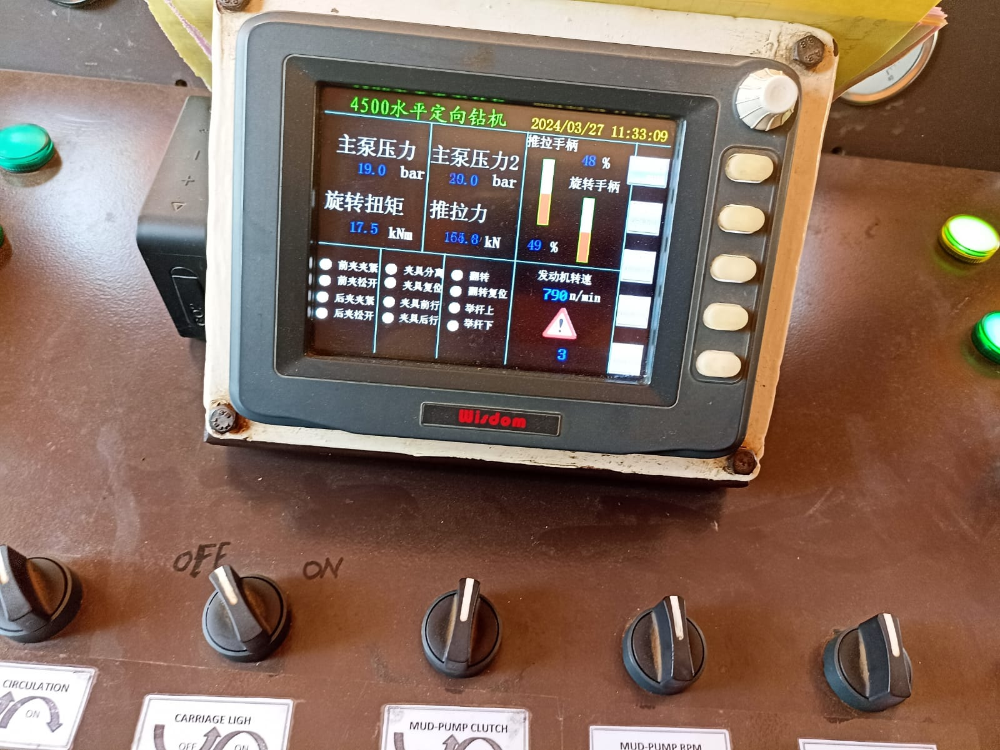 4500水平定向钻机
2024/03/27 11:33:09
主泵压力
19.0 bar
主泵压力2
20.0 bar
旋转扭矩
17.5 kNm
推拉力
kN
推拉手柄
48 %
旋转手柄
49 %
前夹夹紧
前夹松开
后夹夹紧
后夹松开
夹具分离
夹具复位
夹具前行
夹具后行
翻转
翻转复位
举杆上
举杆下
发动机转速
790n/min
3
Wisdom
OFF
ON
CIRCULATION
ON
CARRIAGE LIGH
OFF ON
MUD-PUMP CLUTCH
MUD-PUMP RPM